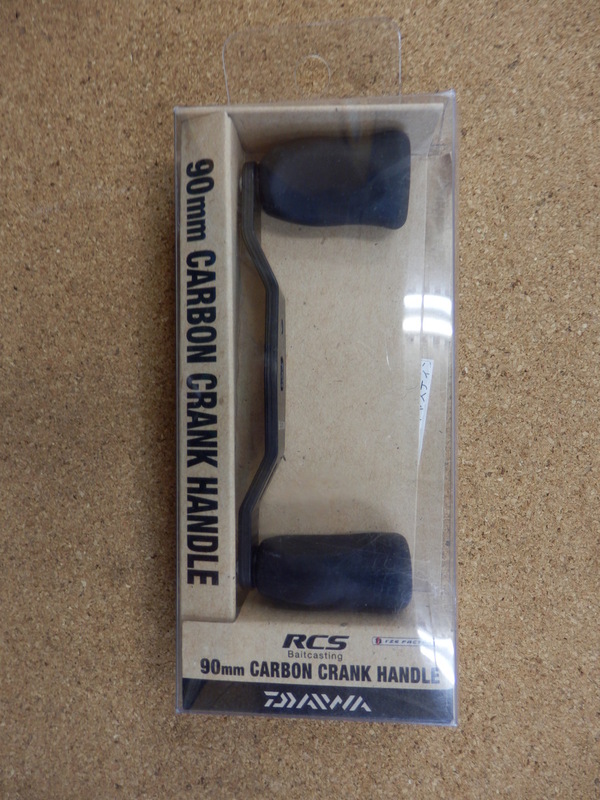 90mm CARBON CRANK HANDLE
RCS
Baitcasting
90mm CARBON CRANK HANDLE
DAIWA